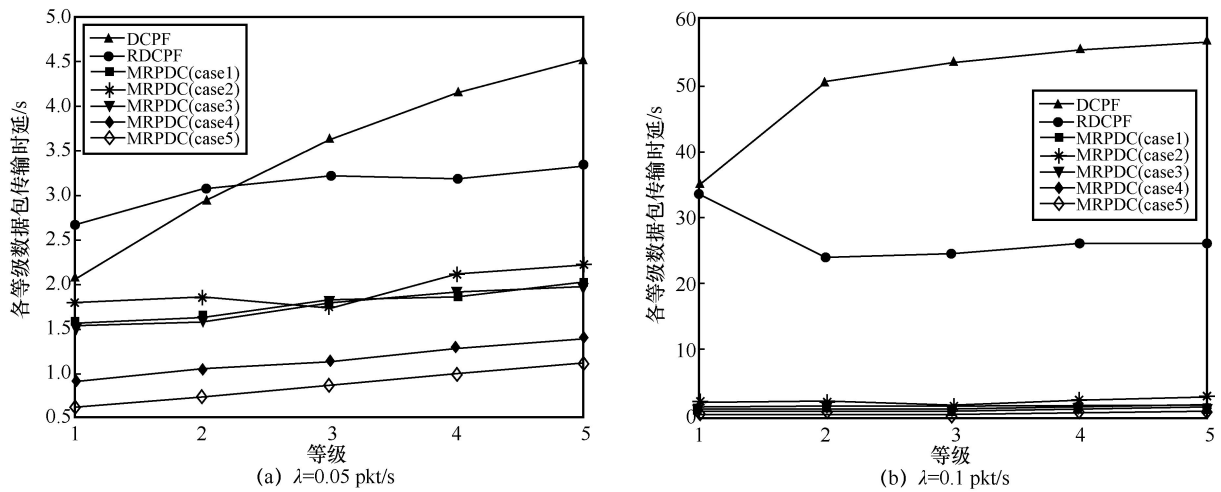 各等级数据包传输时延/s
5.0
4.5
4.0
3.5
3.0
2.5
2.0
1.5
1.0
0.5
DCPF
RDCPF
MRPDC(case1)
MRPDC(case2)
MRPDC(case3)
MRPDC(case4)
MRPDC(case5)
1 2 3 4 5
等级
(a) λ=0.05 pkt/s
各等级数据包传输时延/s
60
50
40
30
20
10
0
DCPF
RDCPF
MRPDC(case1)
MRPDC(case2)
MRPDC(case3)
MRPDC(case4)
MRPDC(case5)
1 2 3 4 5
等级
(b) λ=0.1 pkt/s